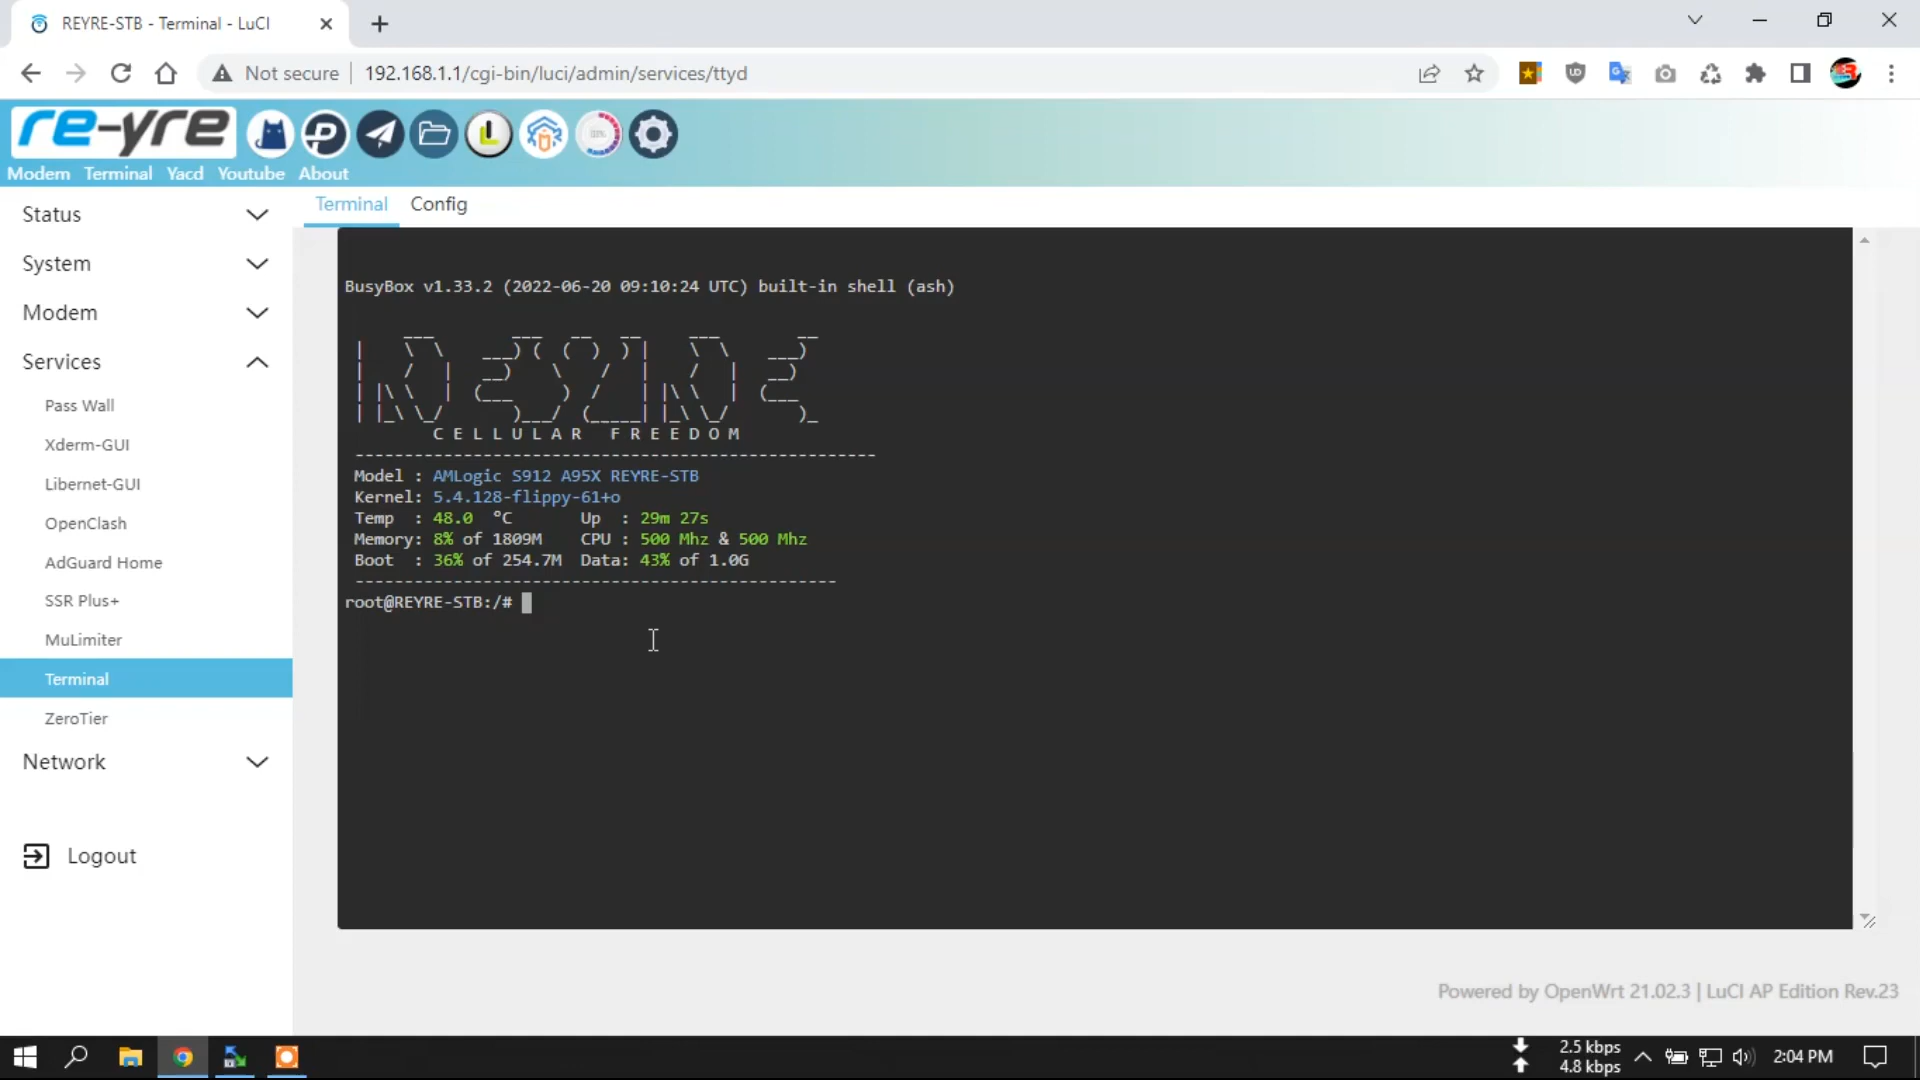 REYRE-STB - Terminal - LuCI
Not secure
192.168.1.1/cgi-bin/luci/admin/services/ttyd
re-yre
Modem Terminal Yacd Youtube About
Status
System
Modem
Services
Pass Wall
Xderm-GUI
Libernet-GUI
OpenClash
AdGuard Home
SSR Plus+
MuLimiter
Terminal
ZeroTier
Network
Logout
Terminal Config
BusyBox v1.33.2 (2022-06-20 09:10:24 UTC) built-in shell (ash)
REYRE
CELLULAR FREEDOM
-----------------------------------------------------
Model : AMLogic S912 A95X REYRE-STB
Kernel: 5.4.128-flippy-61+o
Temp : 48.0 °C Up : 29m 27s
Memory: 8% of 1809M CPU : 500 Mhz & 500 Mhz
Boot : 36% of 254.7M Data: 43% of 1.0G
-------------------------------------------------
root@REYRE-STB:/#
Powered by OpenWrt 21.02.3 | LuCI AP Edition Rev.23
2.5 kbps
4.8 kbps
2:04 PM